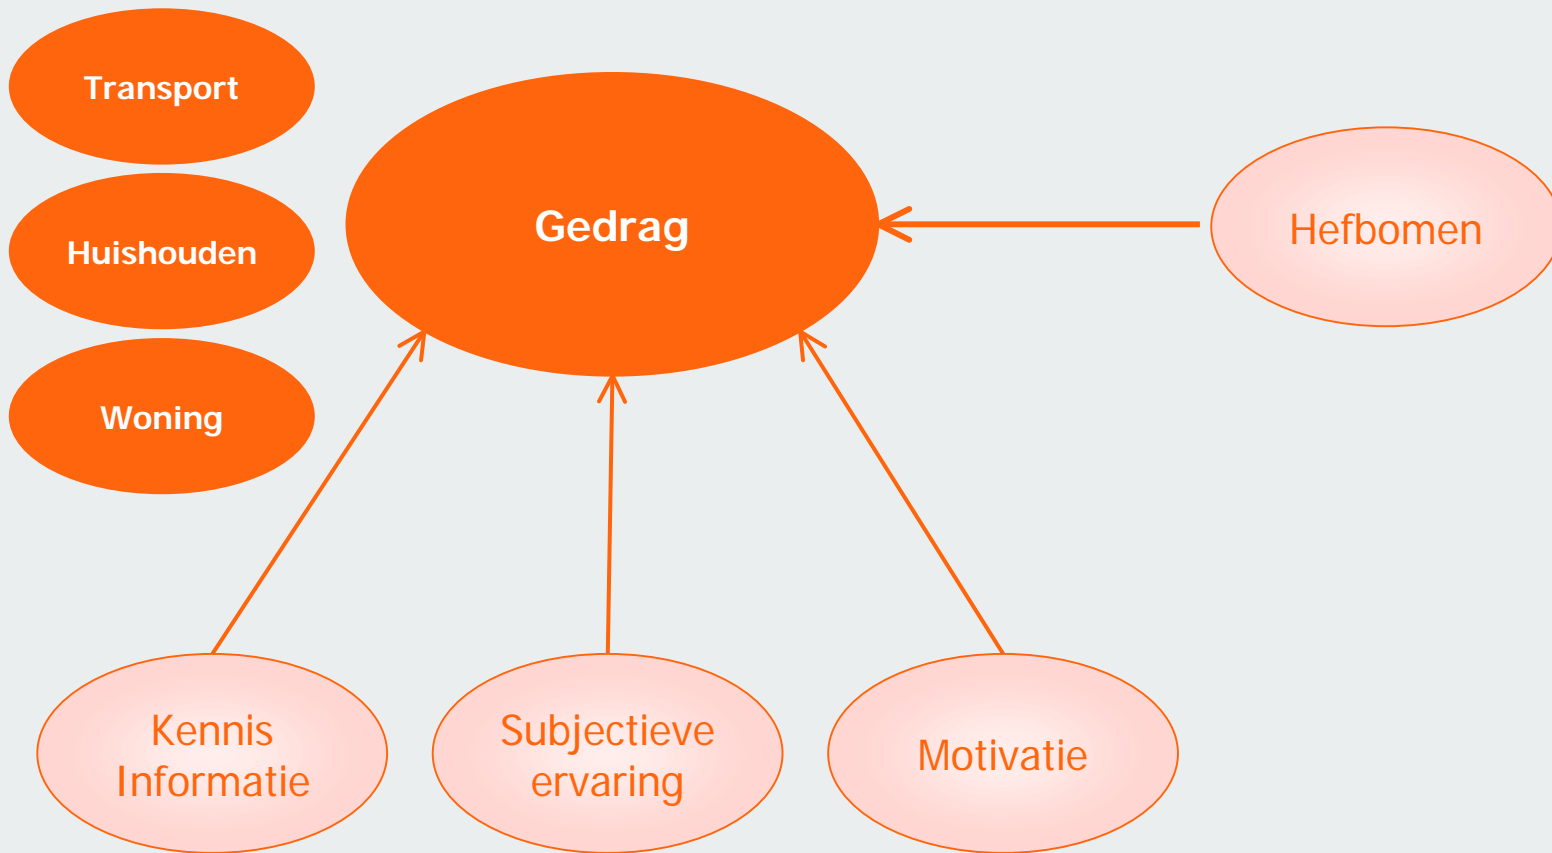 Transport
Huishouden
Woning
Gedrag
Hefbomen
Kennis
Informatie
Subjectieve
ervaring
Motivatie